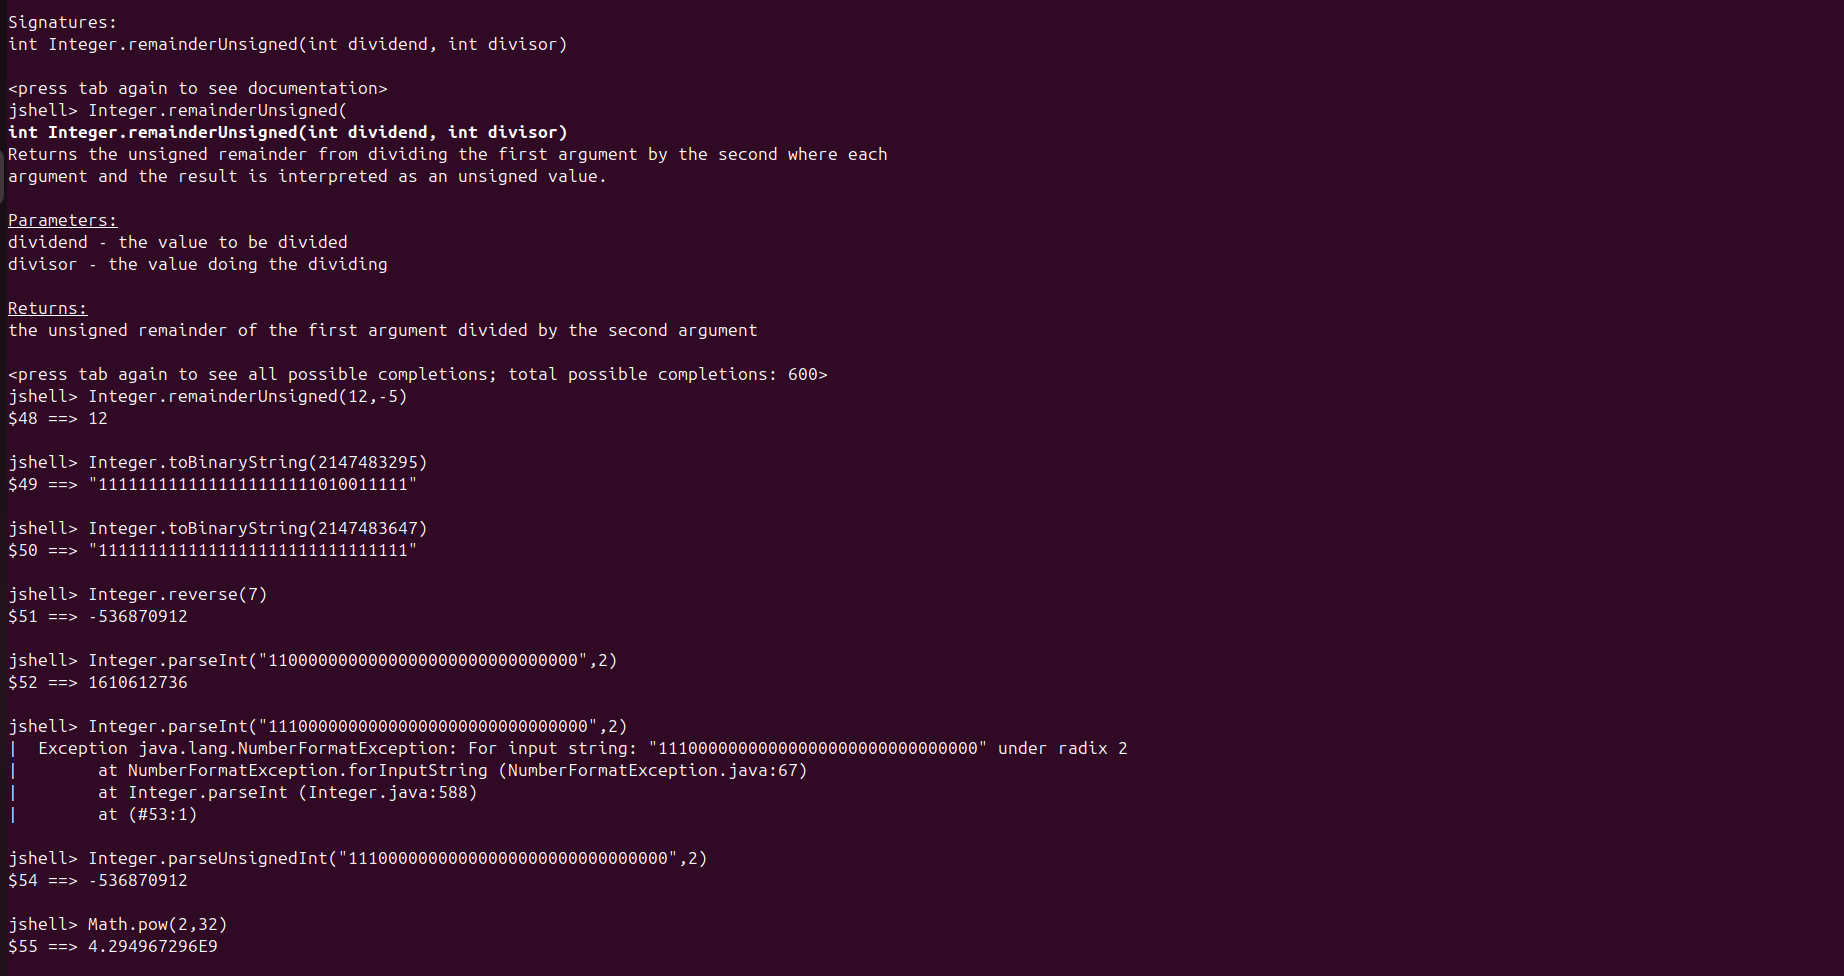 Signatures:
int Integer.remainderUnsigned(int dividend, int divisor)
<press tab again to see documentation>
jshell> Integer.remainderUnsigned(
int Integer.remainderUnsigned(int dividend, int divisor)
Returns the unsigned remainder from dividing the first argument by the second where each
argument and the result is interpreted as an unsigned value.
Parameters:
dividend - the value to be divided
divisor - the value doing the dividing
Returns:
the unsigned remainder of the first argument divided by the second argument
<press tab again to see all possible completions; total possible completions: 600>
jshell> Integer.remainderUnsigned(12,-5)
$48 ==> 12
jshell> Integer.toBinaryString(2147483295)
$49 ==> "1111111111111111111111010011111"
jshell> Integer.toBinaryString(2147483647)
$50 ==> "1111111111111111111111111111111"
jshell> Integer.reverse(7)
$51 ==> -536870912
jshell> Integer.parseInt("1100000000000000000000000000000",2)
$52 ==> 1610612736
jshell> Integer.parseInt("11100000000000000000000000000000",2)
|  Exception java.lang.NumberFormatException: For input string: "11100000000000000000000000000000" under radix 2
|        at NumberFormatException.forInputString (NumberFormatException.java:67)
|        at Integer.parseInt (Integer.java:588)
|        at (#53:1)
jshell> Integer.parseUnsignedInt("11100000000000000000000000000000",2)
$54 ==> -536870912
jshell> Math.pow(2,32)
$55 ==> 4.294967296E9